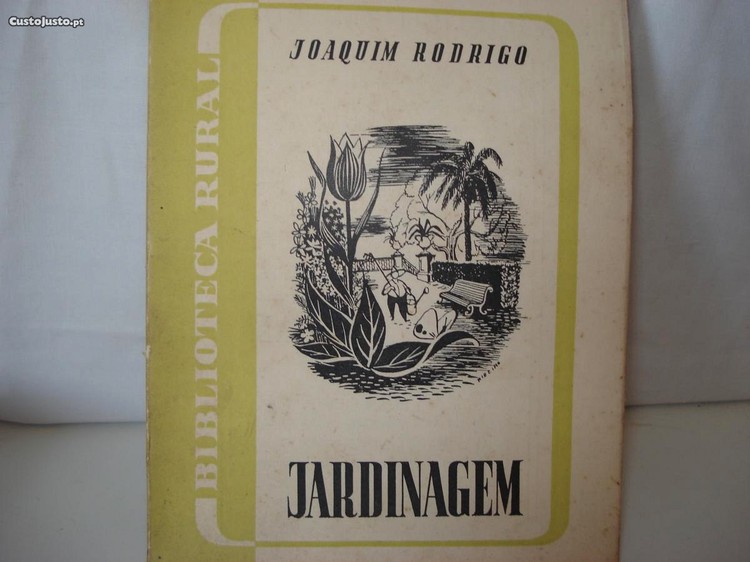 CustoJusto.pt
JOAQUIM RODRIGO
BIBLIOTECA RURAL
JARDINAGEM